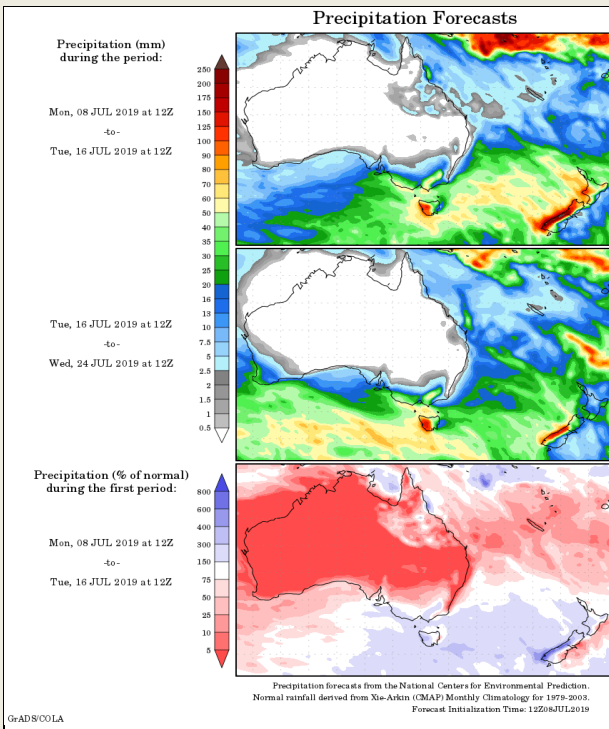 Precipitation Forecasts
Precipitation (mm)
during the period:
Mon, 08 JUL 2019 at 12Z
-to-
Tue, 16 JUL 2019 at 12Z
250
200
175
150
125
100
90
80
70
60
50
40
35
30
25
20
16
13
10
7.5
5
2.5
2
1.5
1
0.5
Tue, 16 JUL 2019 at 12Z
-to-
Wed, 24 JUL 2019 at 12Z
Precipitation (% of normal)
during the first period:
Mon, 08 JUL 2019 at 12Z
-to-
Tue, 16 JUL 2019 at 12Z
800
600
400
300
150
75
50
25
10
5
Precipitation forecasts from the National Centers for Environmental Prediction.
Normal rainfall derived from Xie-Arkin (CMAP) Monthly Climatology for 1979-2003.
Forecast Initialization Time: 12Z08JUL2019
GrADS/COLA